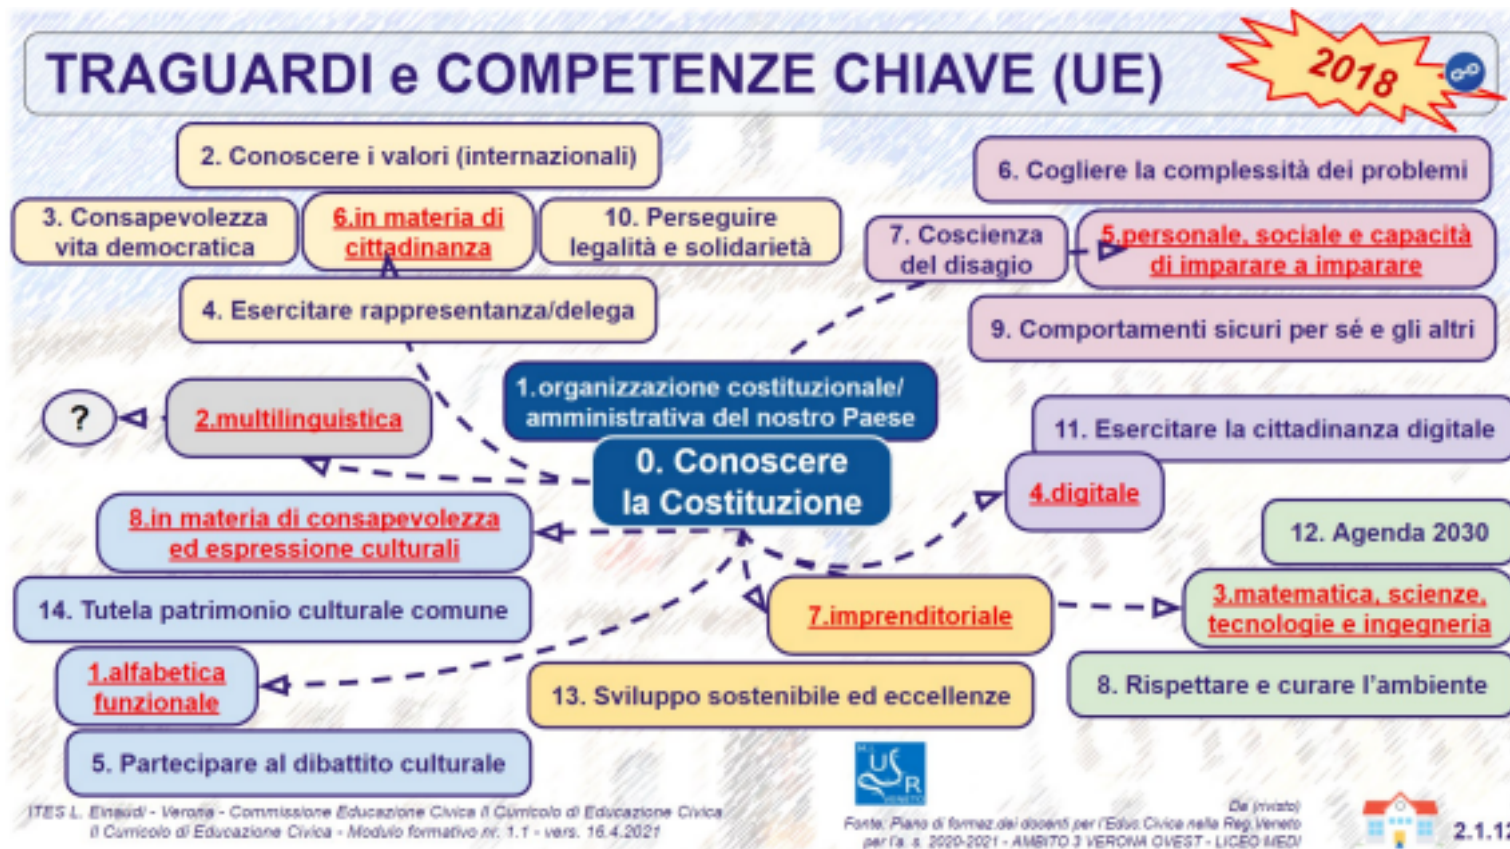 TRAGUARDI e COMPETENZE CHIAVE (UE)
2018
2. Conoscere i valori (internazionali)
3. Consapevolezza
vita democratica
6.in materia di
cittadinanza
10. Perseguire
legalità e solidarietà
4. Esercitare rappresentanza/delega
6. Cogliere la complessità dei problemi
7. Coscienza
del disagio
5.personale, sociale e capacità
di imparare a imparare
9. Comportamenti sicuri per sé e gli altri
1.organizzazione costituzionale/
amministrativa del nostro Paese
0. Conoscere
la Costituzione
?
2.multilinguistica
11. Esercitare la cittadinanza digitale
4.digitale
8.in materia di consapevolezza
ed espressione culturali
12. Agenda 2030
14. Tutela patrimonio culturale comune
7.imprenditoriale
3.matematica, scienze,
tecnologie e ingegneria
1.alfabetica
funzionale
13. Sviluppo sostenibile ed eccellenze
8. Rispettare e curare l'ambiente
5. Partecipare al dibattito culturale
M.I.
USR
VENETO
ITES L. Einaudi - Verona - Commissione Educazione Civica Il Curricolo di Educazione Civica
Il Curricolo di Educazione Civica - Modulo formativo nr. 1.1 - vers. 16.4.2021
Da (rivisto)
Fonte: Piano di formaz.dei docenti per l'Educ.Civica nella Reg.Veneto
per l'a. s. 2020-2021 - AMBITO 3 VERONA OVEST - LICEO MEDI
2.1.12